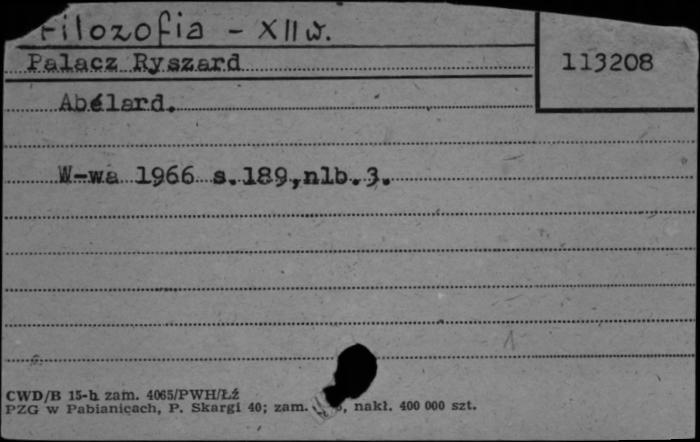 Filozofia - XII w.
Palacz Ryszard
113208
Abélard.
W-wa 1966 s.189,nlb.3.
1
CWD/B 15-h zam. 4065/PWH/ŁŹ
PZG w Pabianicach, P. Skargi 40; zam. , nakł. 400 000 szt.